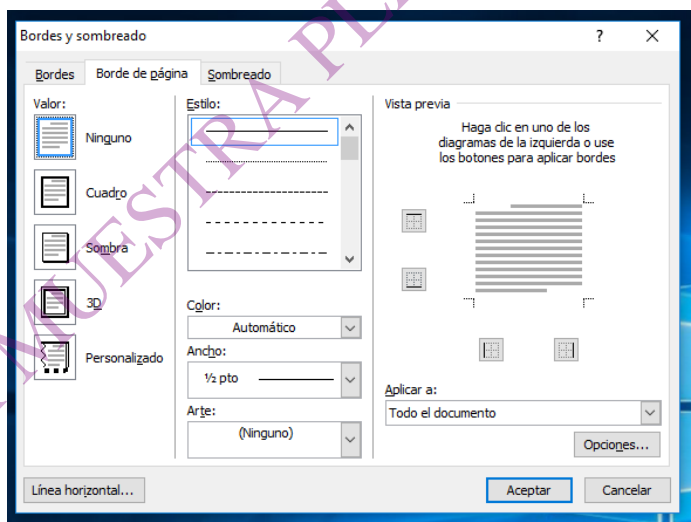 Bordes y sombreado ? ×
Bordes Borde de página Sombreado
Valor:
Ninguno
Cuadro
Sombra
3D
Personalizado
Estilo:
Color:
Automático
Ancho:
½ pto
Arte:
(Ninguno)
Vista previa
Haga clic en uno de los
diagramas de la izquierda o use
los botones para aplicar bordes
Aplicar a:
Todo el documento
Opciones...
Línea horizontal... Aceptar Cancelar
MUESTRA